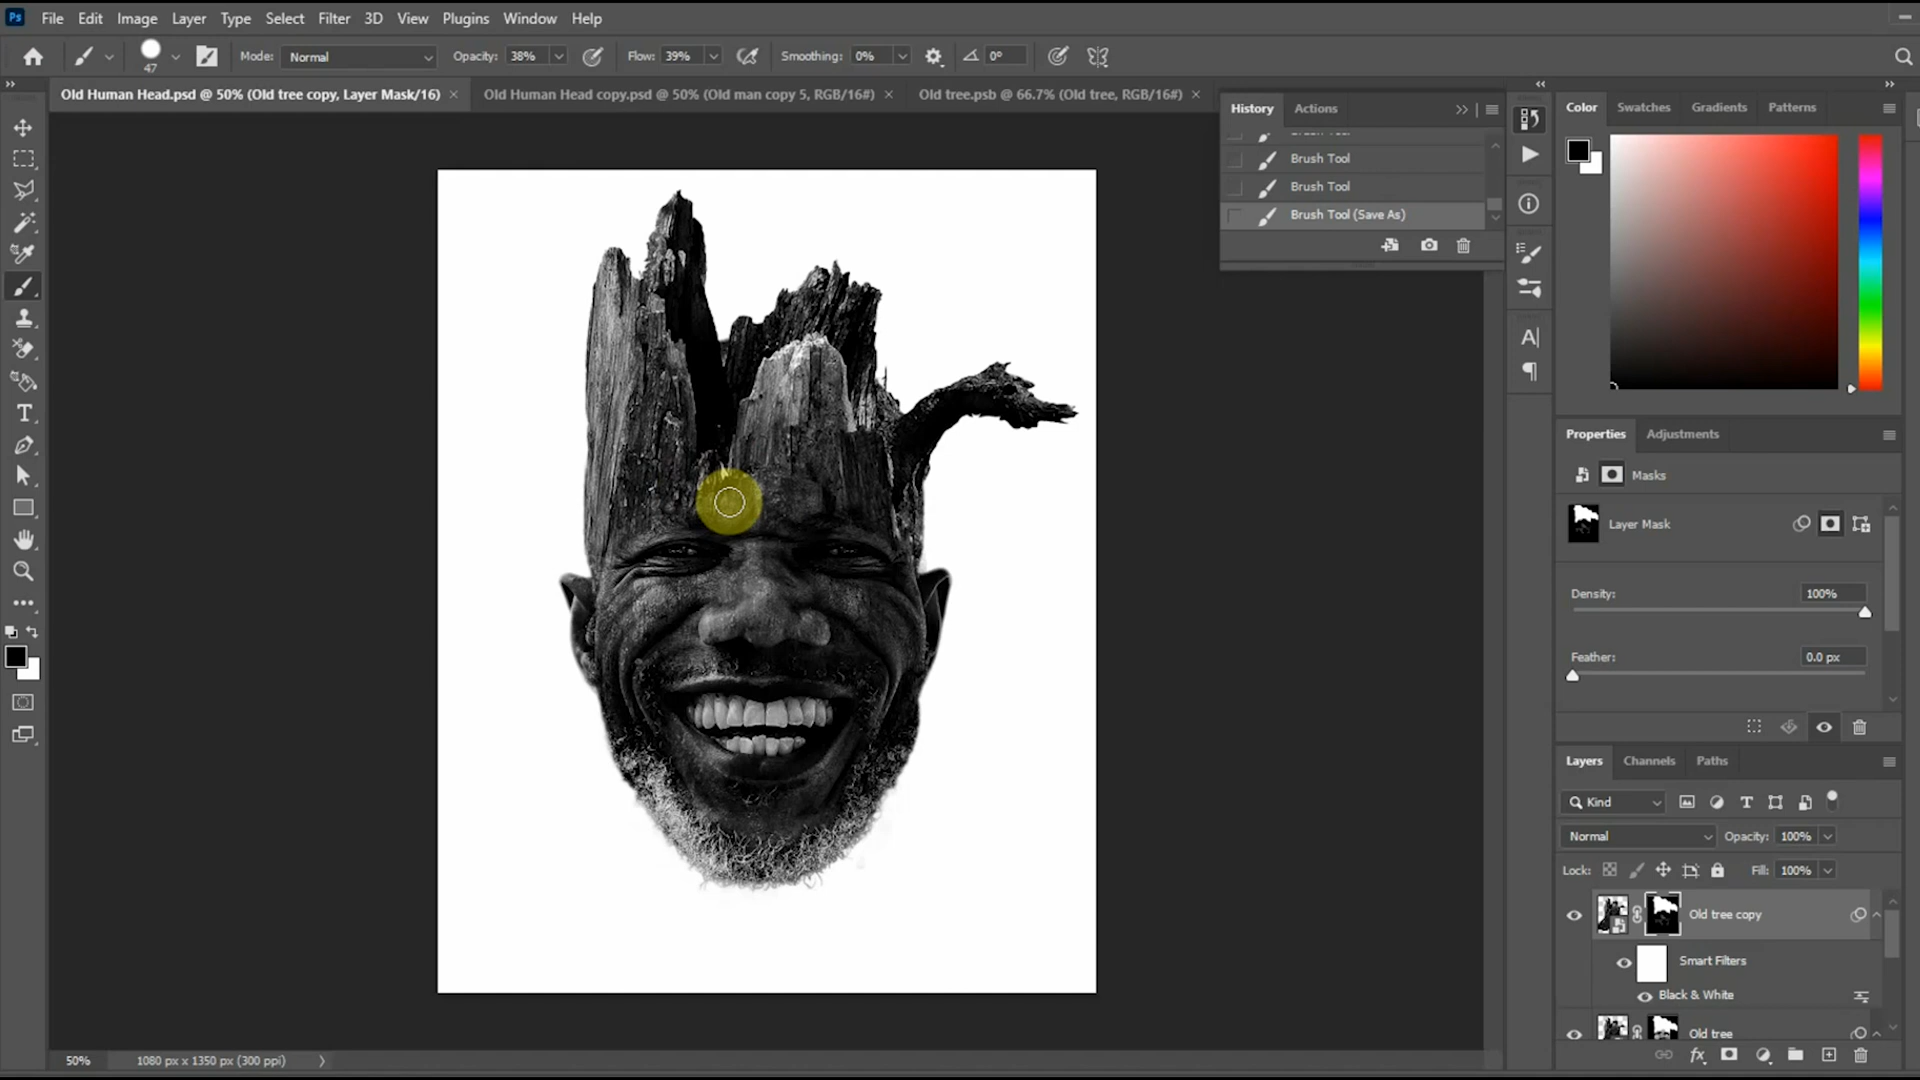 Ps File Edit Image Layer Type Select Filter 3D View Plugins Window Help
47 Mode: Normal Opacity: 38% Flow: 39% Smoothing: 0% 0°
Old Human Head.psd @ 50% (Old tree copy, Layer Mask/16) × Old Human Head copy.psd @ 50% (Old man copy 5, RGB/16#) × Old tree.psb @ 66.7% (Old tree, RGB/16#) ×
History Actions
Brush Tool
Brush Tool
Brush Tool
Brush Tool (Save As)
Color Swatches Gradients Patterns
Properties Adjustments
Masks
Layer Mask
Density: 100%
Feather: 0.0 px
Layers Channels Paths
Kind
Normal Opacity: 100%
Lock: Fill: 100%
Old tree copy
Smart Filters
Black & White
Old tree
fx
50% 1080 px x 1350 px (300 ppi)